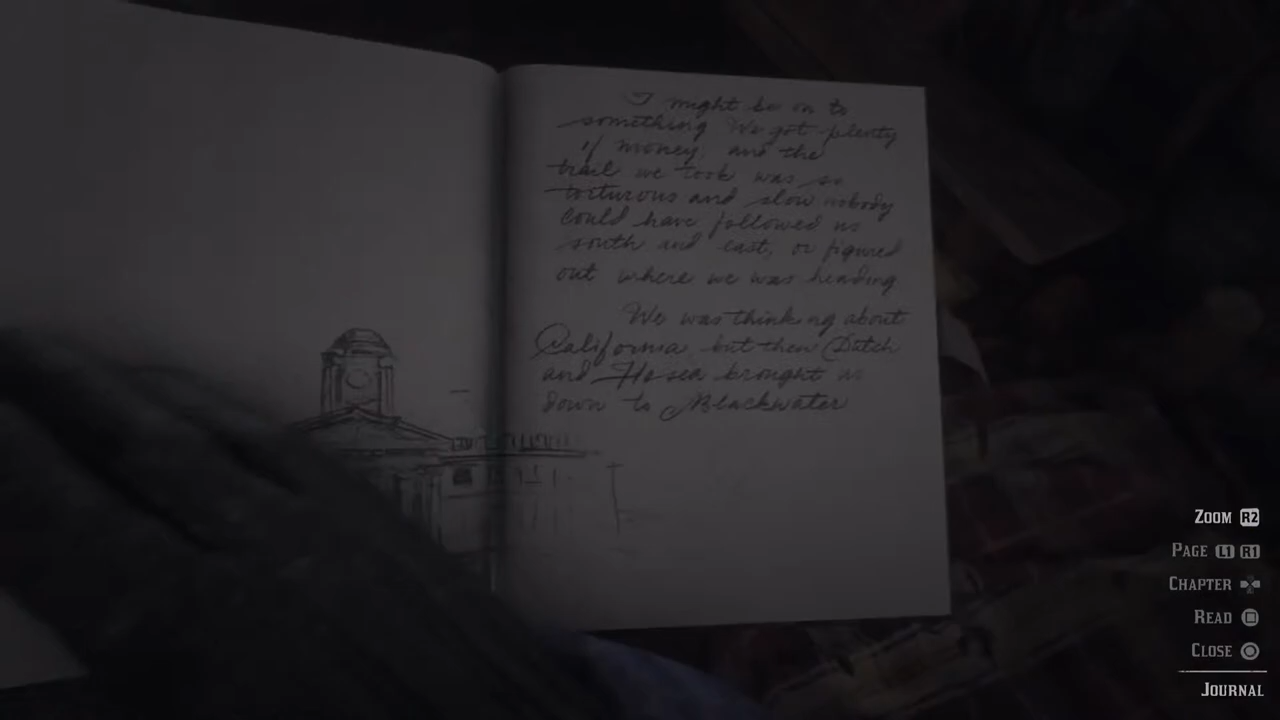 I might be on to
something We got plenty
of money, and the
trail we took was so
torturous and slow nobody
could have followed us
south and east, or figured
out where we was heading
We was thinking about
California but then Dutch
and Hosea brought us
down to Blackwater
ZOOM R2
PAGE L1 R1
CHAPTER
READ
CLOSE
JOURNAL